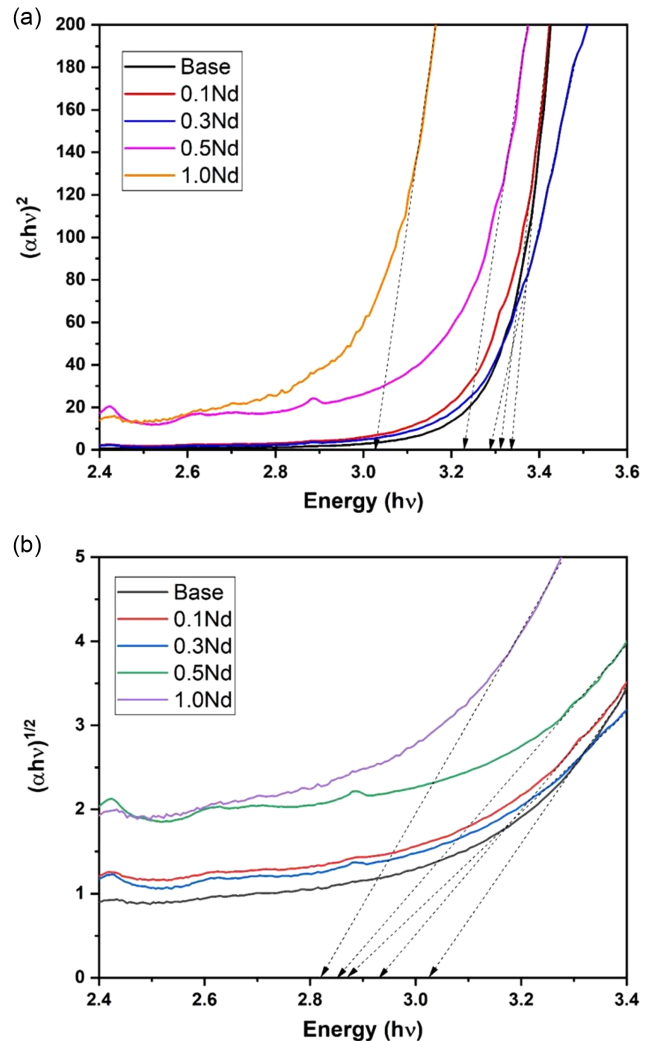 (a)
200
180
160
140
120
100
80
60
40
20
0
(αhν)²
Base
0.1Nd
0.3Nd
0.5Nd
1.0Nd
2.4 2.6 2.8 3.0 3.2 3.4 3.6
Energy (hν)
(b)
5
4
3
2
1
0
(αhν)¹ᐟ²
Base
0.1Nd
0.3Nd
0.5Nd
1.0Nd
2.4 2.6 2.8 3.0 3.2 3.4
Energy (hν)